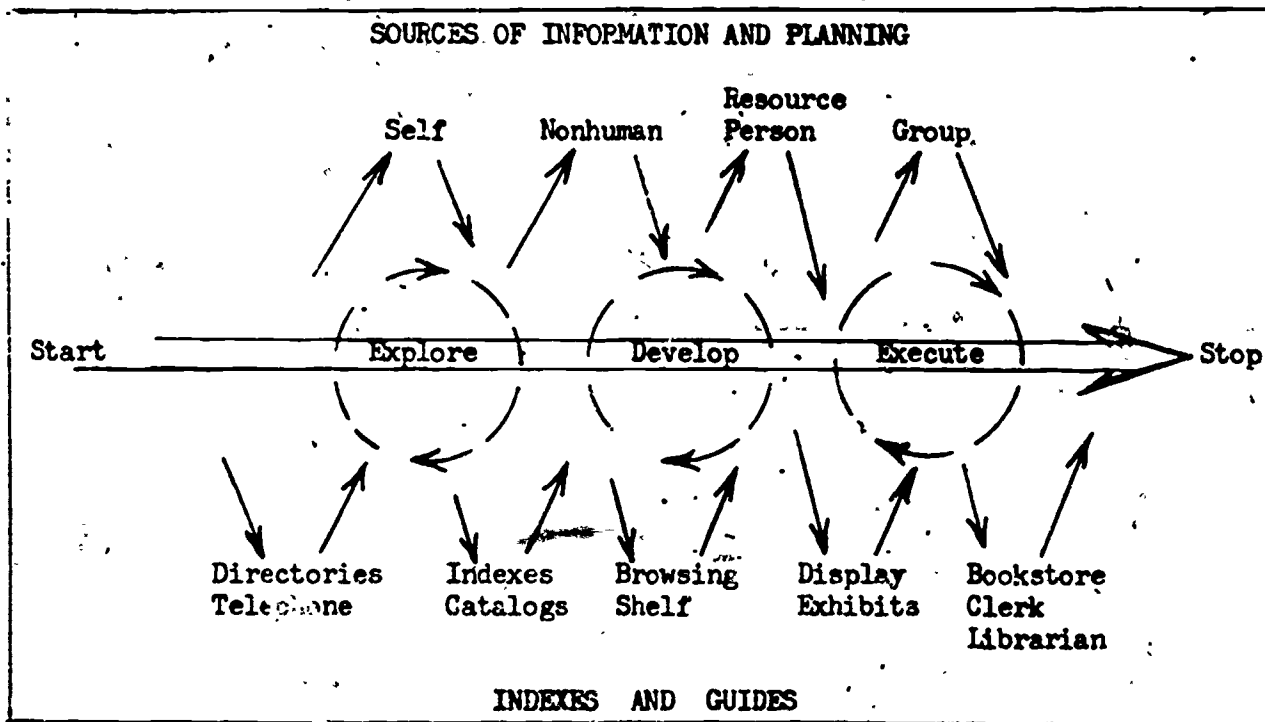 SOURCES OF INFORMATION AND PLANNING
Self
Nonhuman
Resource
Person
Group
Start
Explore
Develop
Execute
Stop
Directories
Telephone
Indexes
Catalogs
Browsing
Shelf
Display
Exhibits
Bookstore
Clerk
Librarian
INDEXES AND GUIDES